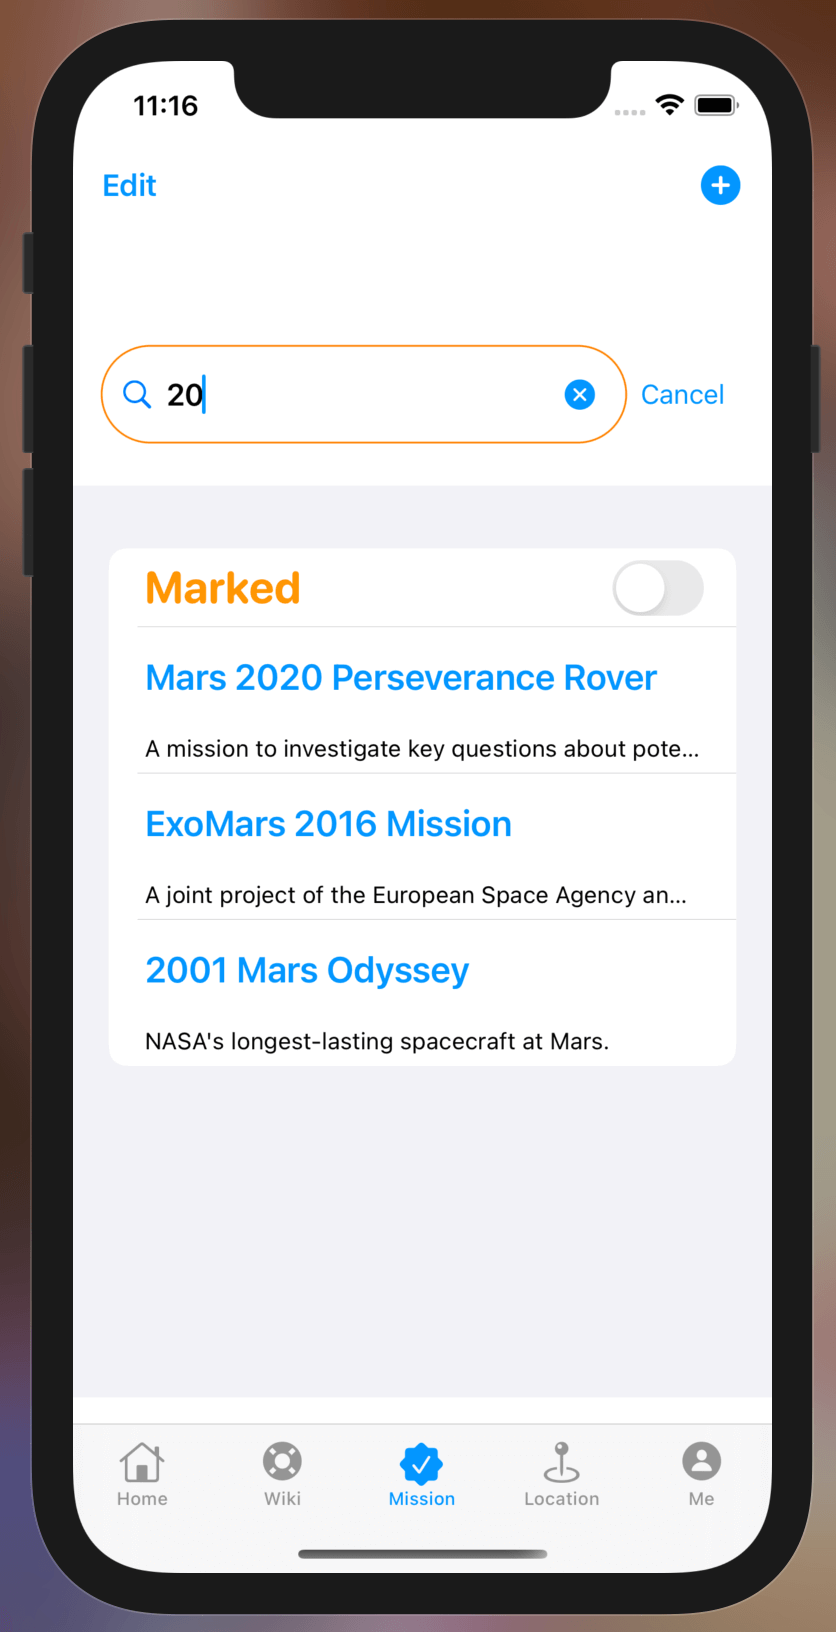 11:16
Edit
20
Cancel
Marked
Mars 2020 Perseverance Rover
A mission to investigate key questions about pote...
ExoMars 2016 Mission
A joint project of the European Space Agency an...
2001 Mars Odyssey
NASA's longest-lasting spacecraft at Mars.
Home Wiki Mission Location Me